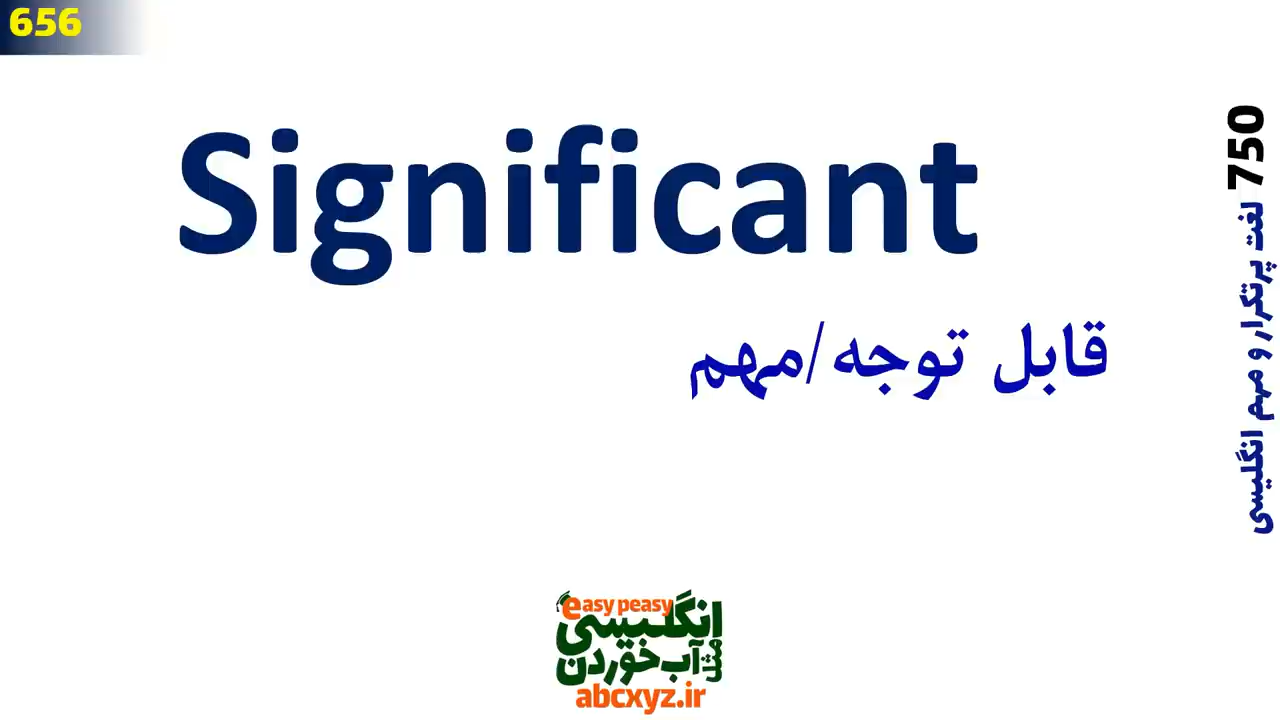 656
Significant
قابل توجه/مهم
750 لغت پرتکرار و مهم انگلیسی
easy peasy
انگلیسی
مثل آب خوردن
abcxyz.ir